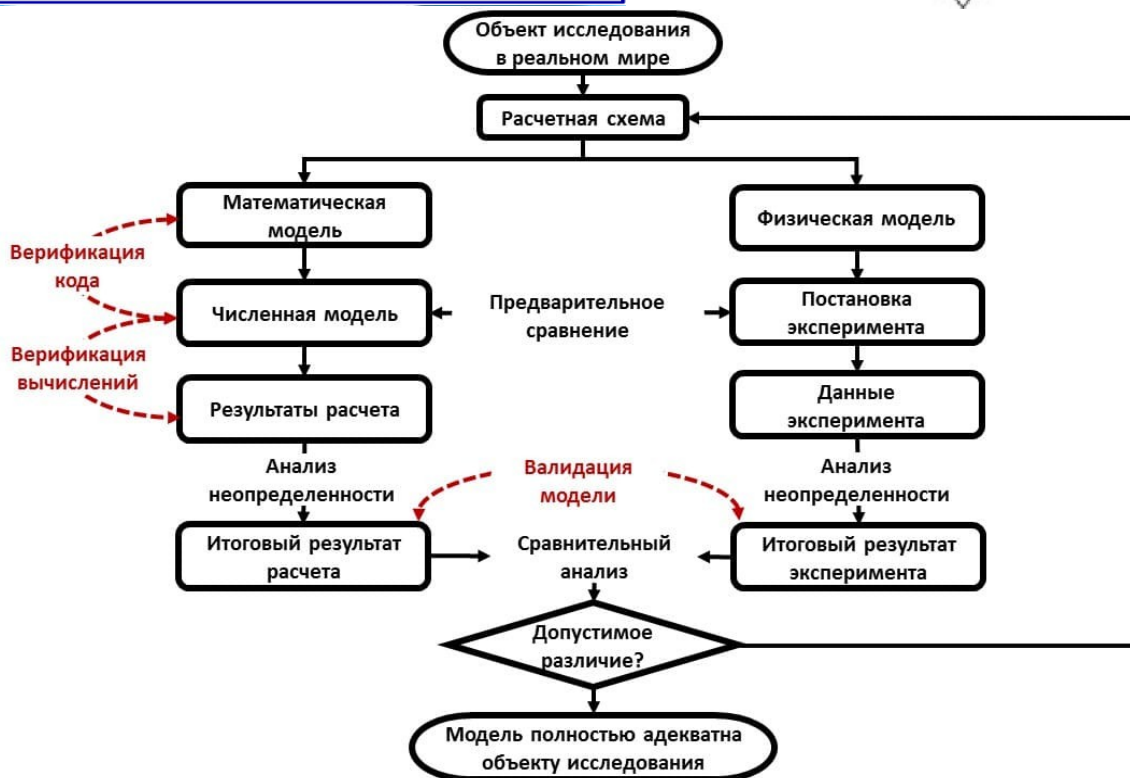 Объект исследования
в реальном мире
Расчетная схема
Математическая
модель
Физическая модель
Верификация
кода
Численная модель
Предварительное
сравнение
Постановка
эксперимента
Верификация
вычислений
Результаты расчета
Данные
эксперимента
Анализ
неопределенности
Валидация
модели
Анализ
неопределенности
Итоговый результат
расчета
Сравнительный
анализ
Итоговый результат
эксперимента
Допустимое
различие?
Модель полностью адекватна
объекту исследования